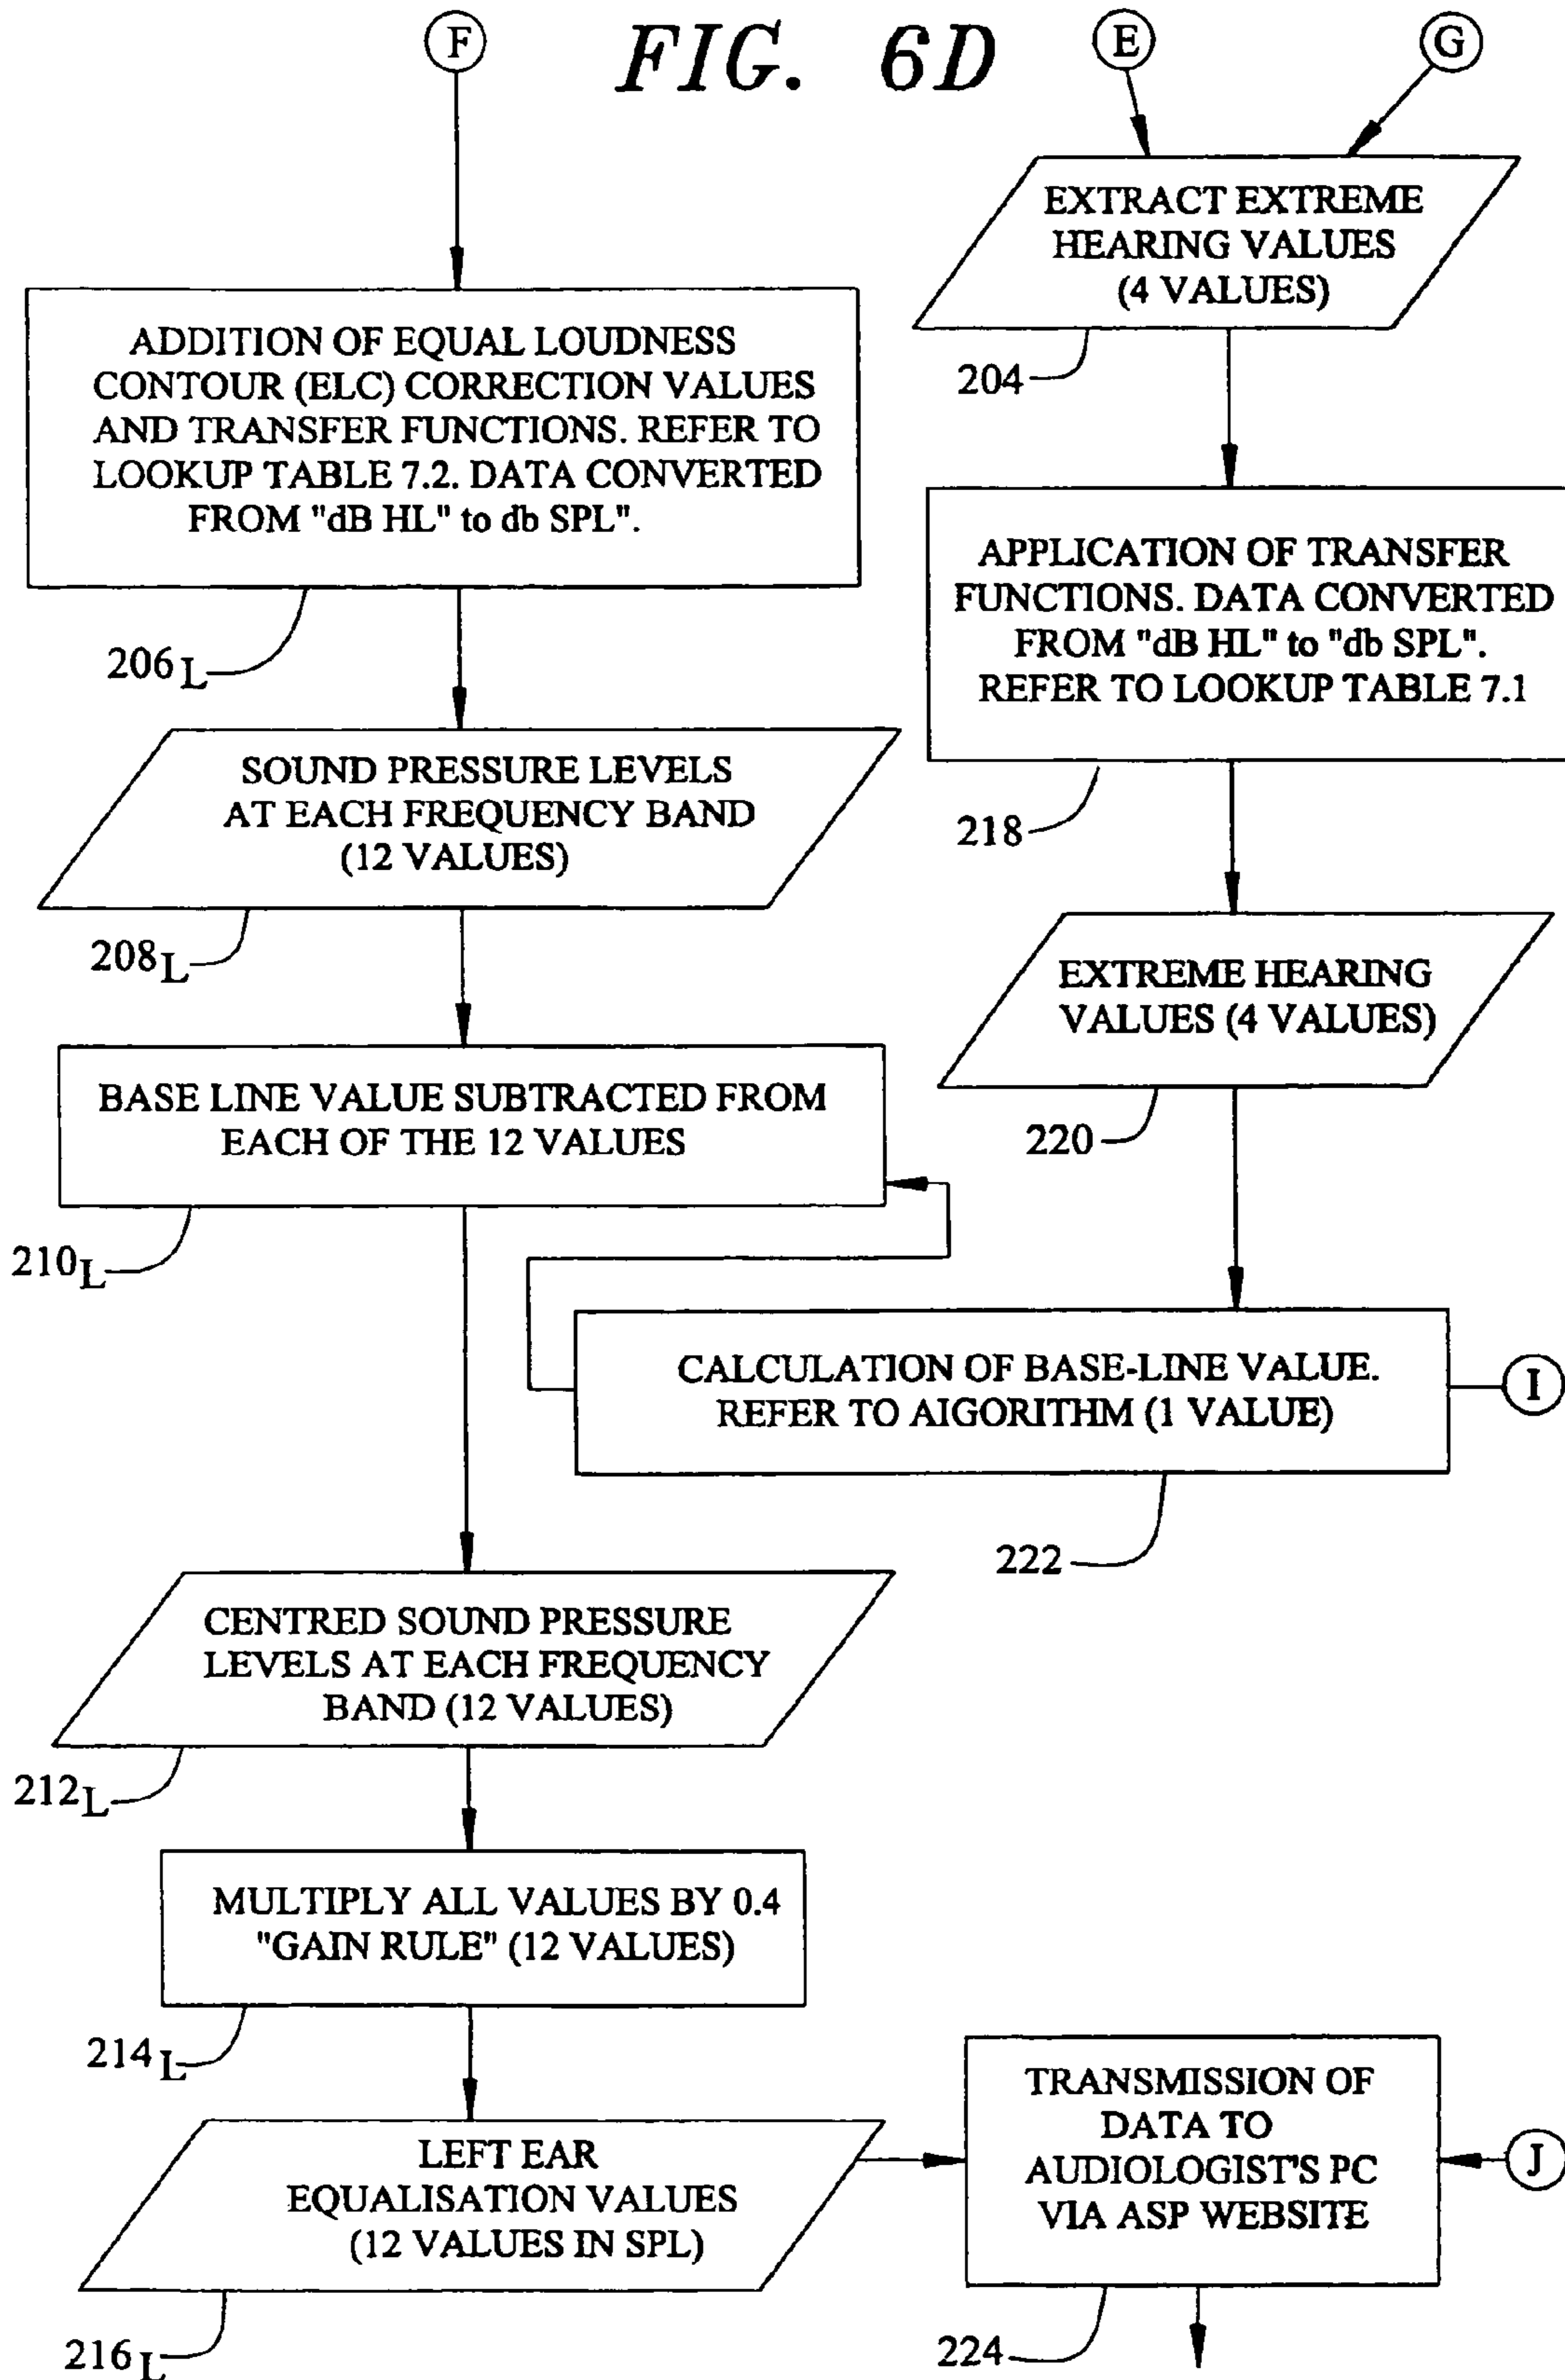 FIG. 6D
F
E
G
EXTRACT EXTREME
HEARING VALUES
(4 VALUES)
204
ADDITION OF EQUAL LOUDNESS
CONTOUR (ELC) CORRECTION VALUES
AND TRANSFER FUNCTIONS. REFER TO
LOOKUP TABLE 7.2. DATA CONVERTED
FROM "dB HL" to db SPL".
206L
APPLICATION OF TRANSFER
FUNCTIONS. DATA CONVERTED
FROM "dB HL" to "db SPL".
REFER TO LOOKUP TABLE 7.1
218
SOUND PRESSURE LEVELS
AT EACH FREQUENCY BAND
(12 VALUES)
208L
EXTREME HEARING
VALUES (4 VALUES)
220
BASE LINE VALUE SUBTRACTED FROM
EACH OF THE 12 VALUES
210L
CALCULATION OF BASE-LINE VALUE.
REFER TO AIGORITHM (1 VALUE)
I
222
CENTRED SOUND PRESSURE
LEVELS AT EACH FREQUENCY
BAND (12 VALUES)
212L
MULTIPLY ALL VALUES BY 0.4
"GAIN RULE" (12 VALUES)
214L
LEFT EAR
EQUALISATION VALUES
(12 VALUES IN SPL)
216L
TRANSMISSION OF
DATA TO
AUDIOLOGIST'S PC
VIA ASP WEBSITE
J
224